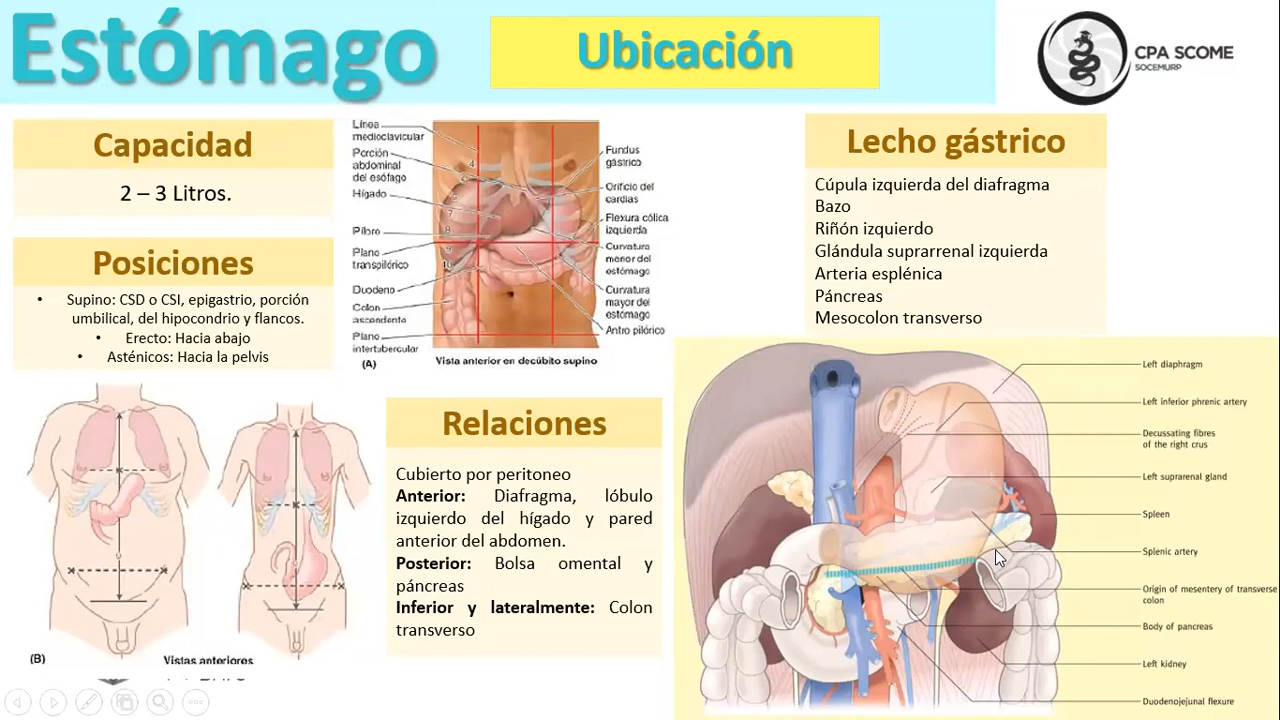 Estómago
Ubicación
CPA SCOME
SOCEMURP
Capacidad
2 – 3 Litros.
Posiciones
• Supino: CSD o CSI, epigastrio, porción
umbilical, del hipocondrio y flancos.
• Erecto: Hacia abajo
• Asténicos: Hacia la pelvis
Línea
medioclavicular
Porción
abdominal
del esófago
Hígado
Píloro
Plano
transpilórico
Duodeno
Colon
ascendente
Plano
intertubercular
(A)
4
7
8
9
10
Fundus
gástrico
Orificio del
cardias
Flexura cólica
izquierda
Curvatura
menor del
estómago
Curvatura
mayor del
estómago
Antro pilórico
Vista anterior en decúbito supino
Lecho gástrico
Cúpula izquierda del diafragma
Bazo
Riñón izquierdo
Glándula suprarrenal izquierda
Arteria esplénica
Páncreas
Mesocolon transverso
(B)
Vistas anteriores
Relaciones
Cubierto por peritoneo
Anterior: Diafragma, lóbulo
izquierdo del hígado y pared
anterior del abdomen.
Posterior: Bolsa omental y
páncreas
Inferior y lateralmente: Colon
transverso
Left diaphragm
Left inferior phrenic artery
Decussating fibres
of the right crus
Left suprarenal gland
Spleen
Splenic artery
Origin of mesentery of transverse
colon
Body of pancreas
Left kidney
Duodenojejunal flexure